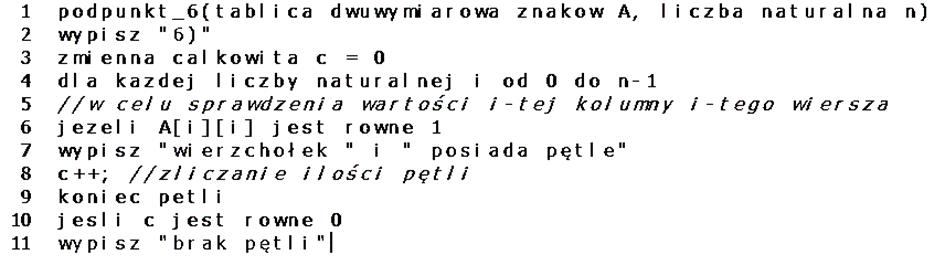 1 podpunkt_6(tablica dwuwymiarowa znakow A, liczba naturalna n)
2 wypisz "6)"
3 zmienna calkowita c = 0
4 dla kazdej liczby naturalnej i od 0 do n-1
5 //w celu sprawdzenia wartości i-tej kolumny i-tego wiersza
6 jezeli A[i][i] jest rowne 1
7 wypisz "wierzchołek " i " posiada pętle"
8 c++; //zliczanie ilości pętli
9 koniec petli
10 jesli c jest rowne 0
11 wypisz "brak pętli"